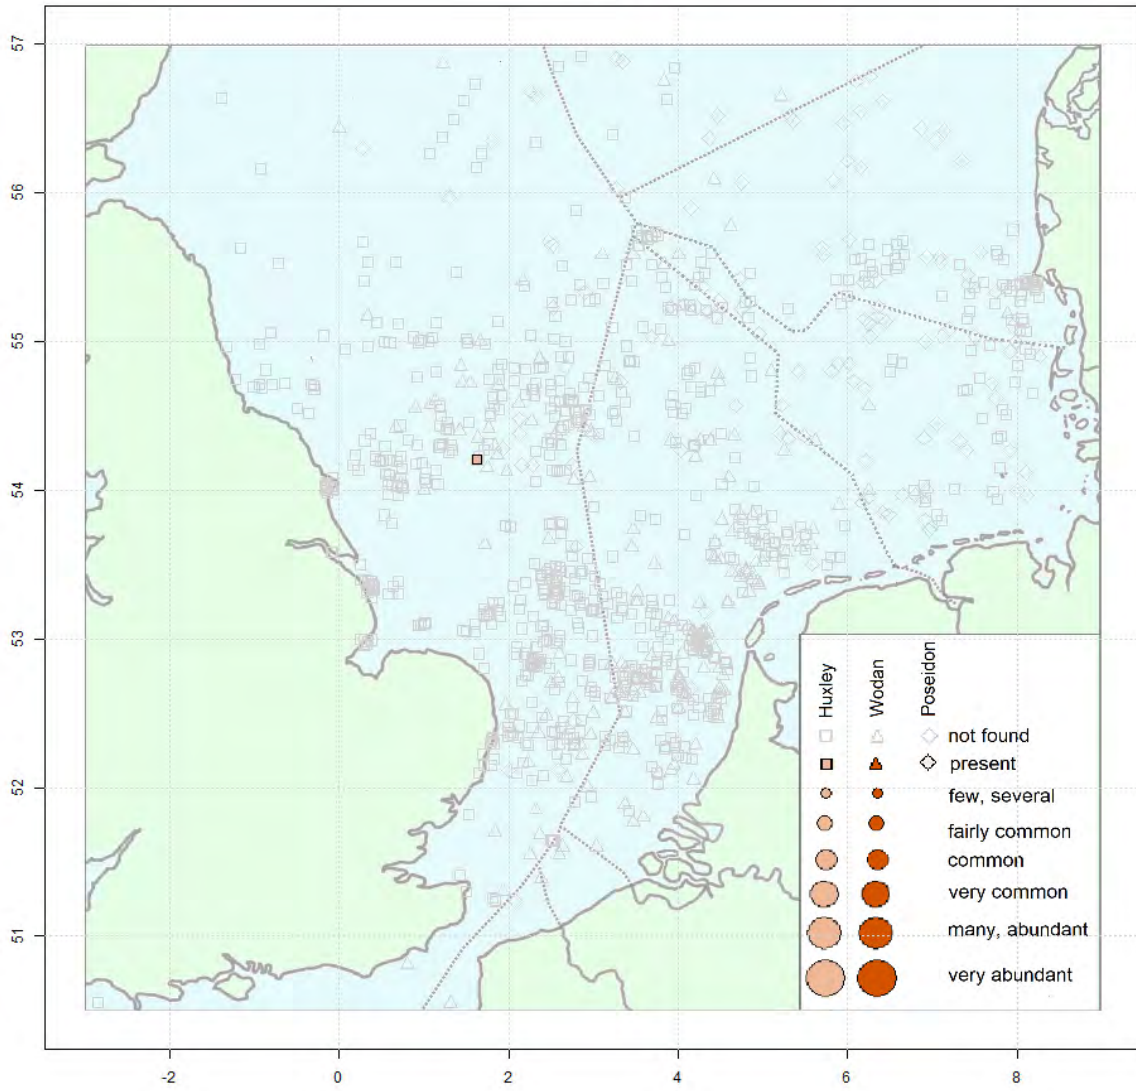 57
56
55
54
53
52
51
Huxley
Wodan
Poseidon
not found
present
few, several
fairly common
common
very common
many, abundant
very abundant
-2 0 2 4 6 8